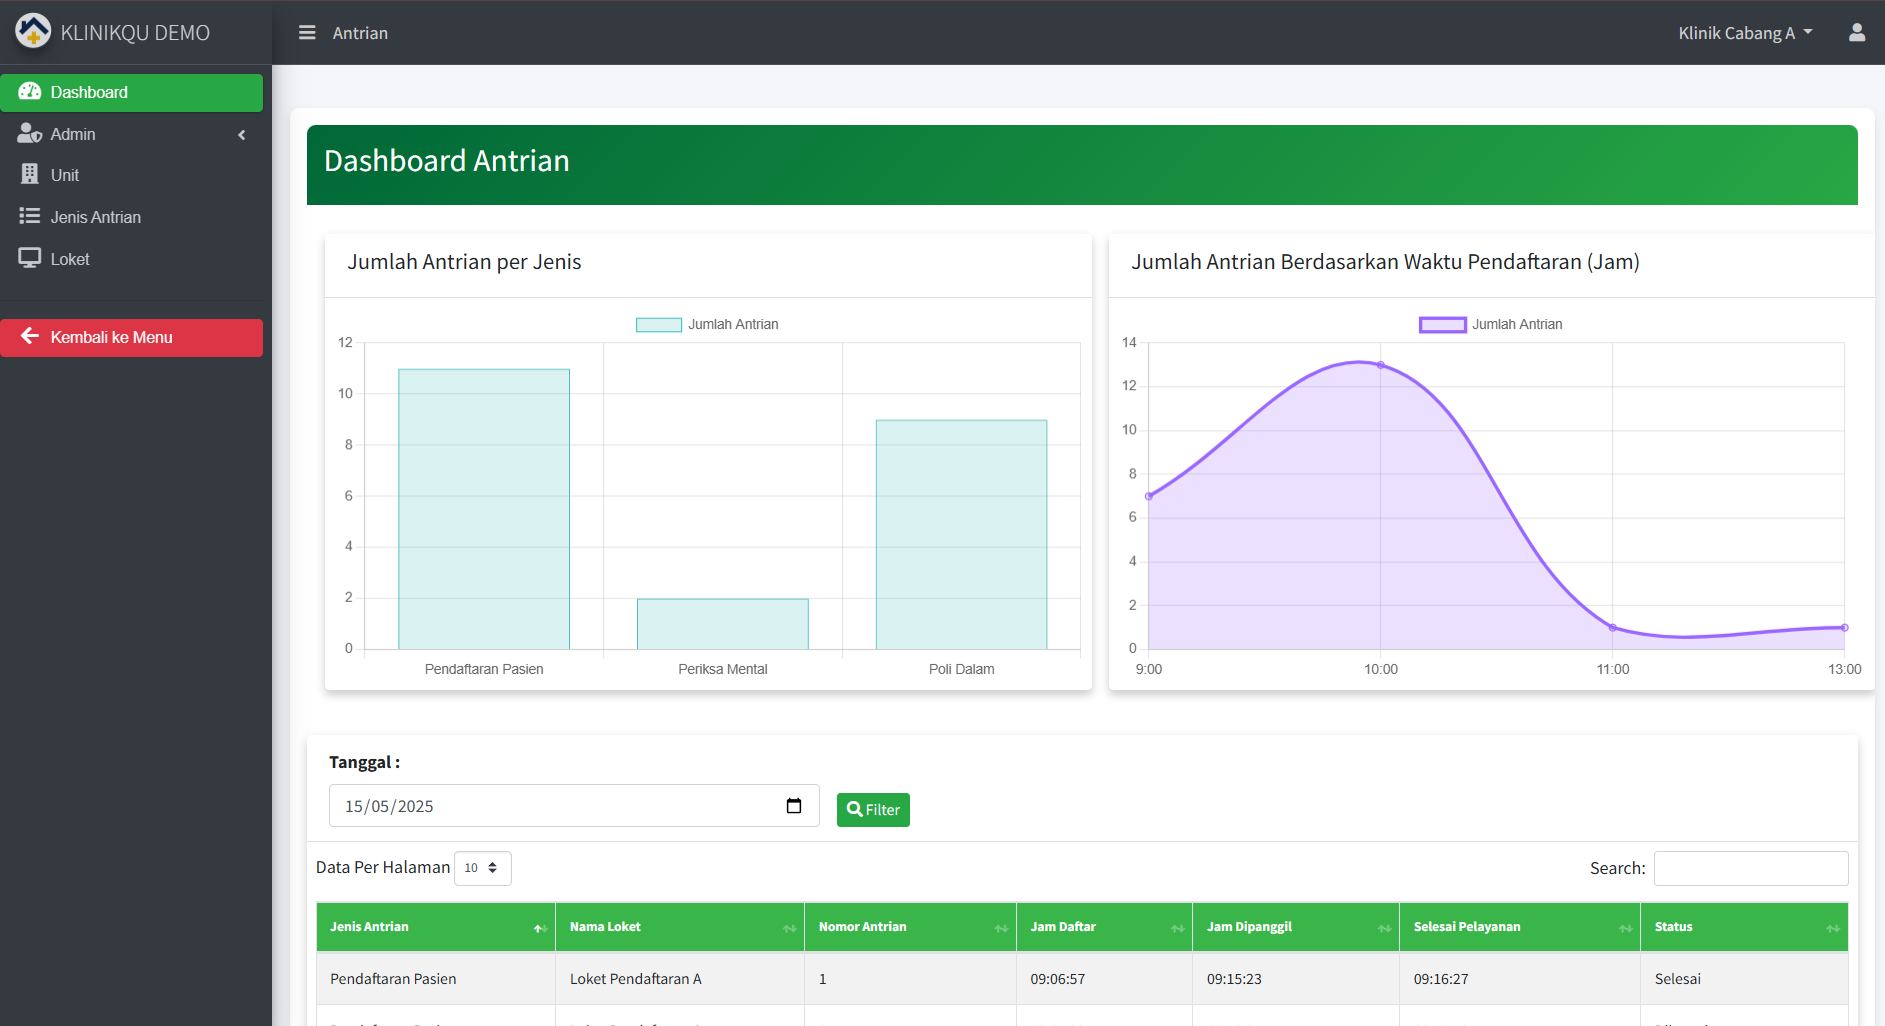 KLINIKQU DEMO
Antrian
Klinik Cabang A
Dashboard
Admin
Unit
Jenis Antrian
Loket
Kembali ke Menu
Dashboard Antrian
Jumlah Antrian per Jenis
Jumlah Antrian
12
10
8
6
4
2
0
Pendaftaran Pasien
Periksa Mental
Poli Dalam
Jumlah Antrian Berdasarkan Waktu Pendaftaran (Jam)
Jumlah Antrian
14
12
10
8
6
4
2
0
9:00
10:00
11:00
13:00
Tanggal :
15/05/2025
Filter
Data Per Halaman 10
Search:
Jenis Antrian Nama Loket Nomor Antrian Jam Daftar Jam Dipanggil Selesai Pelayanan Status
Pendaftaran Pasien Loket Pendaftaran A 1 09:06:57 09:15:23 09:16:27 Selesai